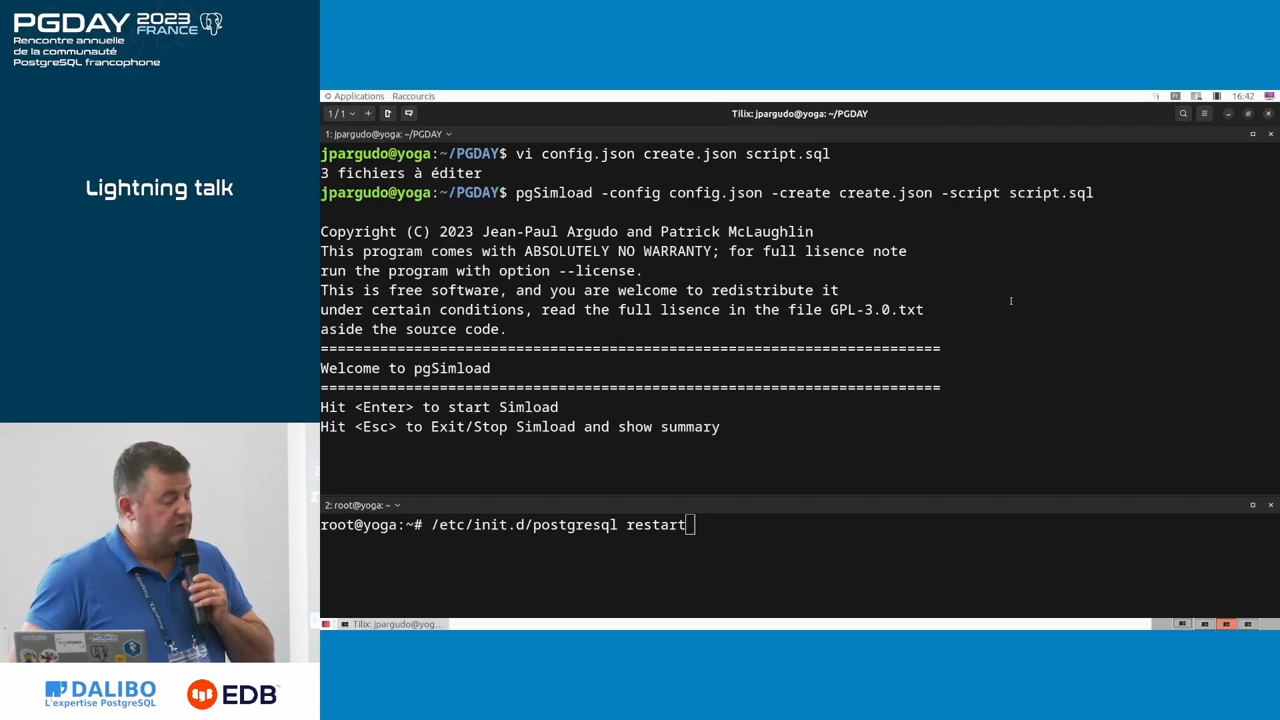 PGDAY 2023 FRANCE
Rencontre annuelle
de la communauté
PostgreSQL francophone
Lightning talk
Applications Raccourcis
16:42
1 / 1
Tilix: jpargudo@yoga: ~/PGDAY
1: jpargudo@yoga: ~/PGDAY
jpargudo@yoga:~/PGDAY$ vi config.json create.json script.sql
3 fichiers à éditer
jpargudo@yoga:~/PGDAY$ pgSimload -config config.json -create create.json -script script.sql
Copyright (C) 2023 Jean-Paul Argudo and Patrick McLaughlin
This program comes with ABSOLUTELY NO WARRANTY; for full lisence note
run the program with option --license.
This is free software, and you are welcome to redistribute it
under certain conditions, read the full lisence in the file GPL-3.0.txt
aside the source code.
=========================================================================
Welcome to pgSimload
=========================================================================
Hit <Enter> to start Simload
Hit <Esc> to Exit/Stop Simload and show summary
2: root@yoga: ~
root@yoga:~# /etc/init.d/postgresql restart
Tilix: jpargudo@yog...
DALIBO
L'expertise PostgreSQL
EDB